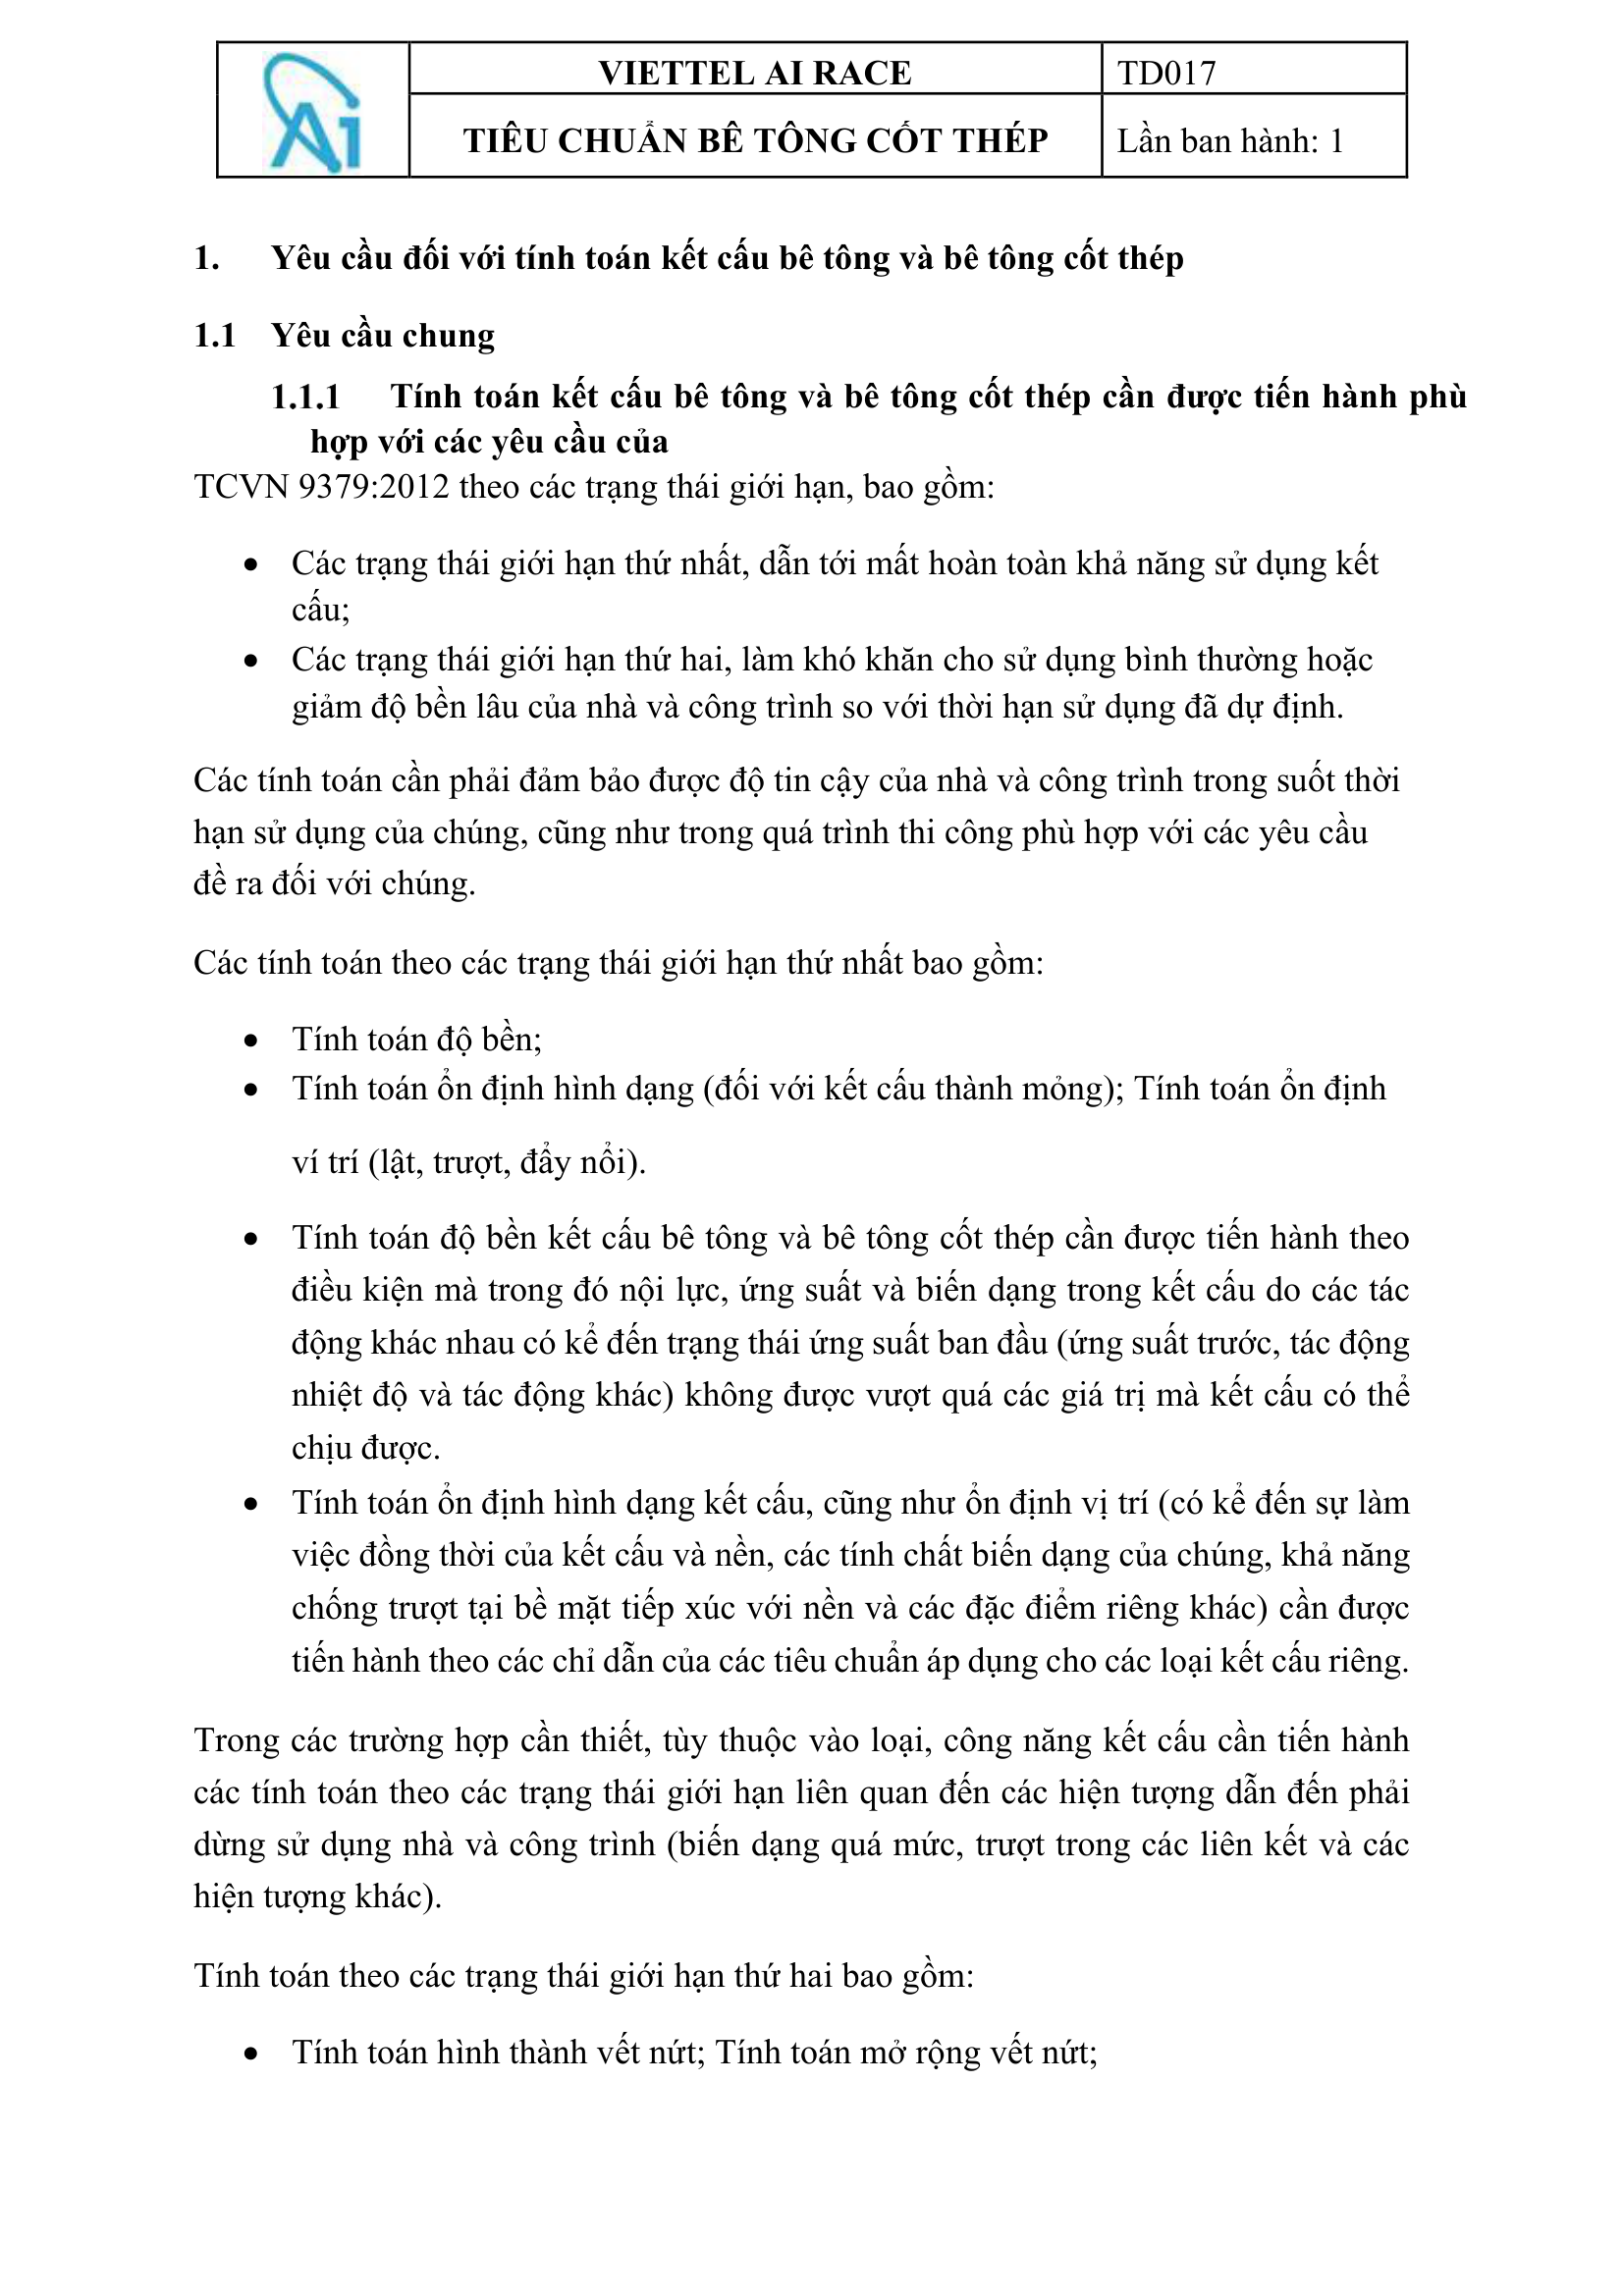 VIETTEL AI RACE
TD017
TIÊU CHUẨN BÊ TÔNG CỐT THÉP
Lần ban hành: 1
Ai
1. Yêu cầu đối với tính toán kết cấu bê tông và bê tông cốt thép
1.1 Yêu cầu chung
1.1.1 Tính toán kết cấu bê tông và bê tông cốt thép cần được tiến hành phù
hợp với các yêu cầu của
TCVN 9379:2012 theo các trạng thái giới hạn, bao gồm:
• Các trạng thái giới hạn thứ nhất, dẫn tới mất hoàn toàn khả năng sử dụng kết
cấu;
• Các trạng thái giới hạn thứ hai, làm khó khăn cho sử dụng bình thường hoặc
giảm độ bền lâu của nhà và công trình so với thời hạn sử dụng đã dự định.
Các tính toán cần phải đảm bảo được độ tin cậy của nhà và công trình trong suốt thời
hạn sử dụng của chúng, cũng như trong quá trình thi công phù hợp với các yêu cầu
đề ra đối với chúng.
Các tính toán theo các trạng thái giới hạn thứ nhất bao gồm:
• Tính toán độ bền;
• Tính toán ổn định hình dạng (đối với kết cấu thành mỏng); Tính toán ổn định
ví trí (lật, trượt, đẩy nổi).
• Tính toán độ bền kết cấu bê tông và bê tông cốt thép cần được tiến hành theo
điều kiện mà trong đó nội lực, ứng suất và biến dạng trong kết cấu do các tác
động khác nhau có kể đến trạng thái ứng suất ban đầu (ứng suất trước, tác động
nhiệt độ và tác động khác) không được vượt quá các giá trị mà kết cấu có thể
chịu được.
• Tính toán ổn định hình dạng kết cấu, cũng như ổn định vị trí (có kể đến sự làm
việc đồng thời của kết cấu và nền, các tính chất biến dạng của chúng, khả năng
chống trượt tại bề mặt tiếp xúc với nền và các đặc điểm riêng khác) cần được
tiến hành theo các chỉ dẫn của các tiêu chuẩn áp dụng cho các loại kết cấu riêng.
Trong các trường hợp cần thiết, tùy thuộc vào loại, công năng kết cấu cần tiến hành
các tính toán theo các trạng thái giới hạn liên quan đến các hiện tượng dẫn đến phải
dừng sử dụng nhà và công trình (biến dạng quá mức, trượt trong các liên kết và các
hiện tượng khác).
Tính toán theo các trạng thái giới hạn thứ hai bao gồm:
• Tính toán hình thành vết nứt; Tính toán mở rộng vết nứt;